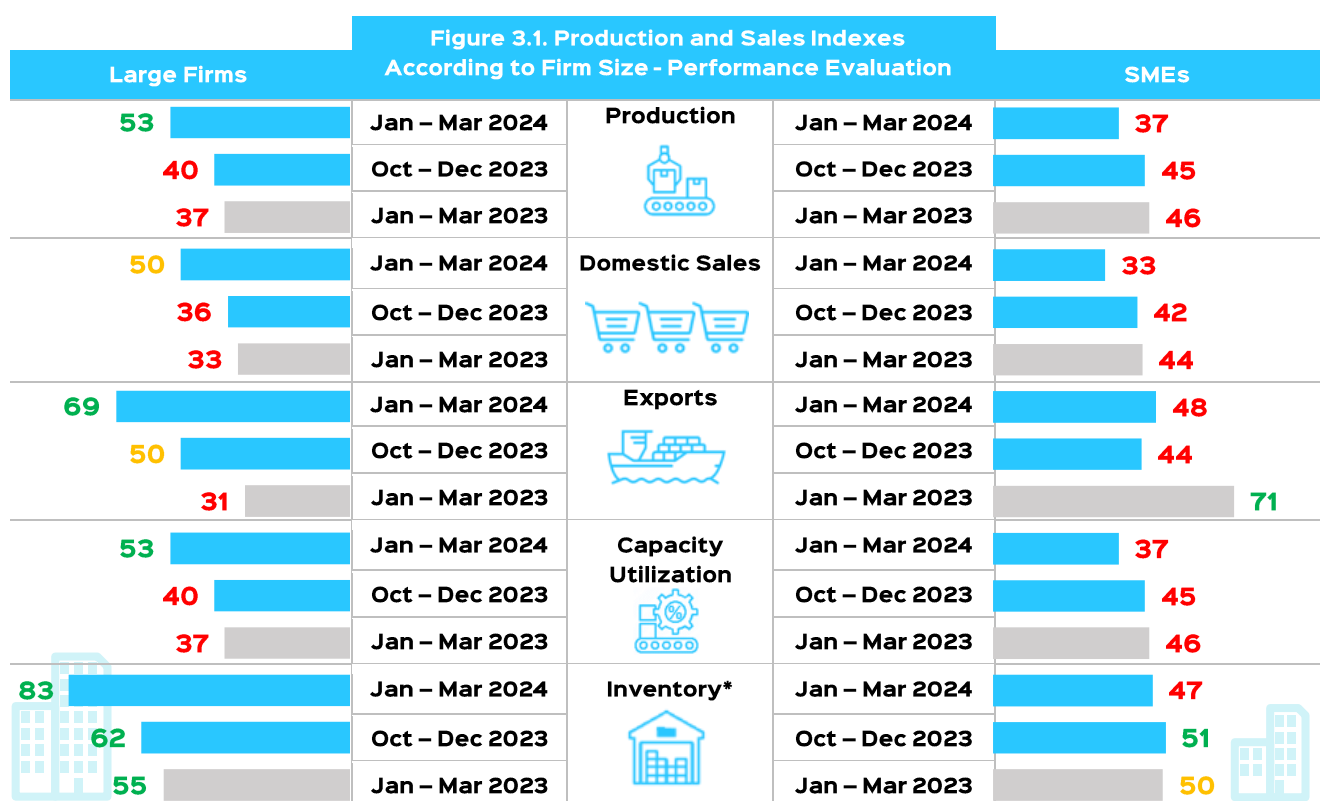 Figure 3.1. Production and Sales Indexes
According to Firm Size - Performance Evaluation
Large Firms
SMEs
Production
53 Jan – Mar 2024 Jan – Mar 2024 37
40 Oct – Dec 2023 Oct – Dec 2023 45
37 Jan – Mar 2023 Jan – Mar 2023 46
Domestic Sales
50 Jan – Mar 2024 Jan – Mar 2024 33
36 Oct – Dec 2023 Oct – Dec 2023 42
33 Jan – Mar 2023 Jan – Mar 2023 44
Exports
69 Jan – Mar 2024 Jan – Mar 2024 48
50 Oct – Dec 2023 Oct – Dec 2023 44
31 Jan – Mar 2023 Jan – Mar 2023 71
Capacity
Utilization
%
53 Jan – Mar 2024 Jan – Mar 2024 37
40 Oct – Dec 2023 Oct – Dec 2023 45
37 Jan – Mar 2023 Jan – Mar 2023 46
Inventory*
83 Jan – Mar 2024 Jan – Mar 2024 47
62 Oct – Dec 2023 Oct – Dec 2023 51
55 Jan – Mar 2023 Jan – Mar 2023 50